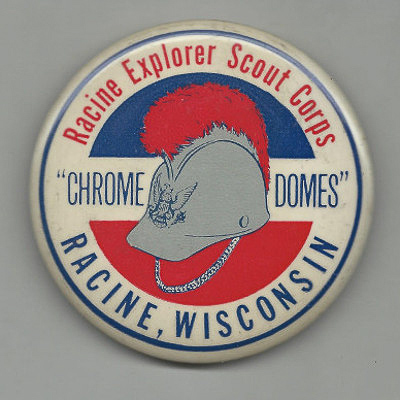 Racine Explorer Scout Corps
"CHROME DOMES"
RACINE, WISCONSIN